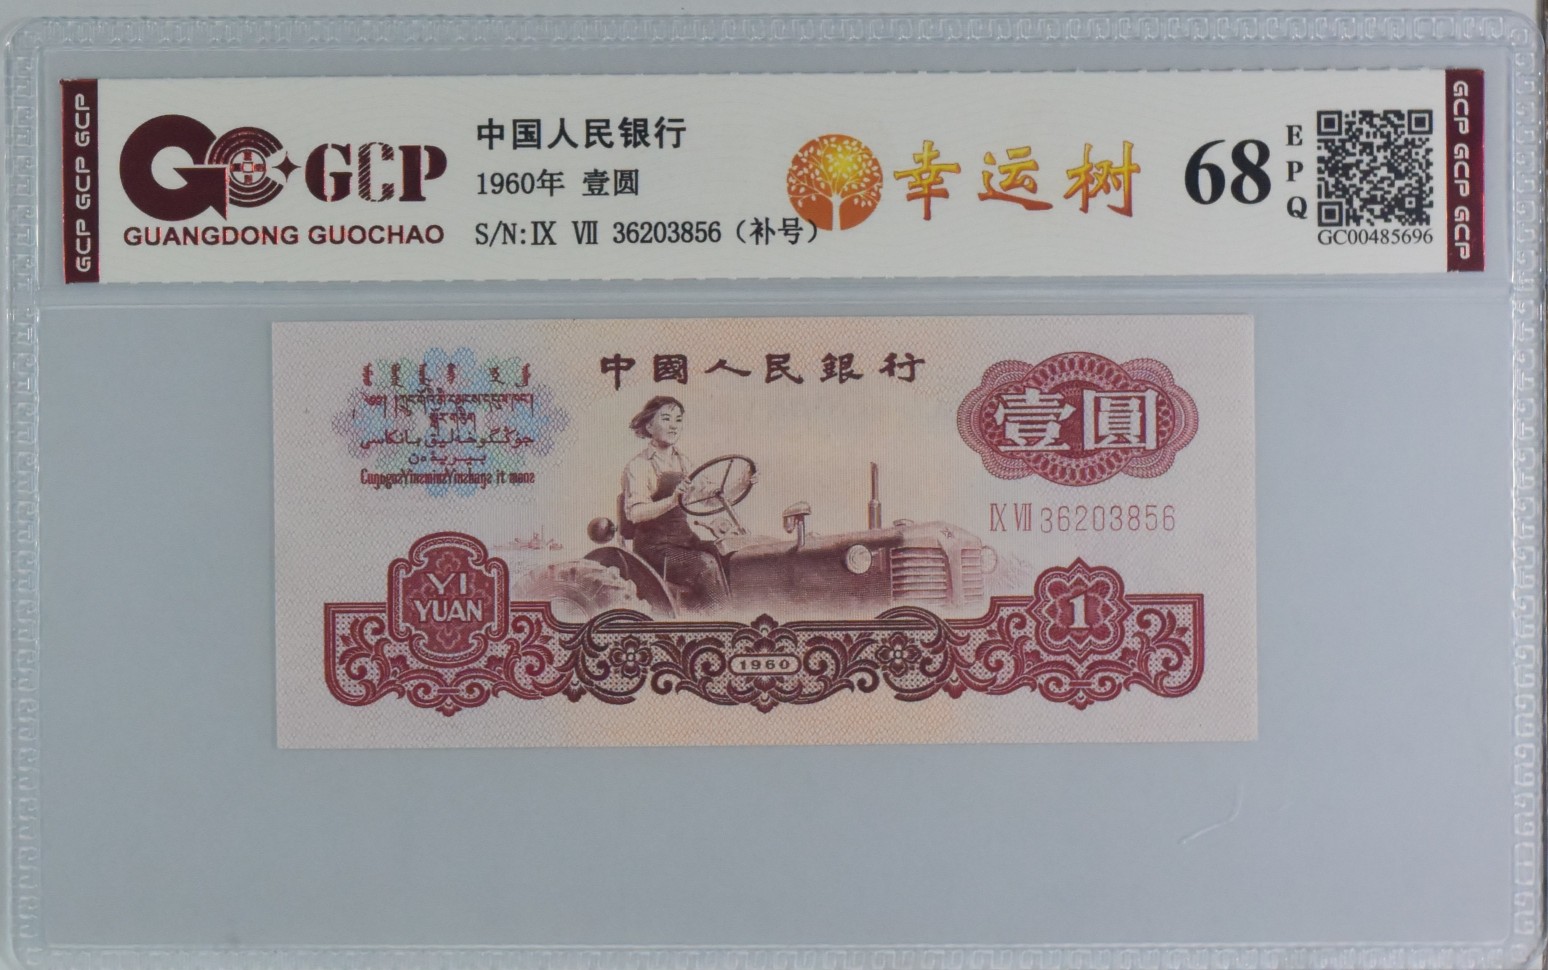 GCP GCP GCP
GCP
GUANGDONG GUOCHAO
中国人民银行
1960年 壹圆
S/N:Ⅸ Ⅶ 36203856（补号）
幸运树
68
EPQ
GC00485696
GCP GCP GCP
中國人民銀行
壹圓
Ⅸ Ⅶ 36203856
YI
YUAN
1960
1